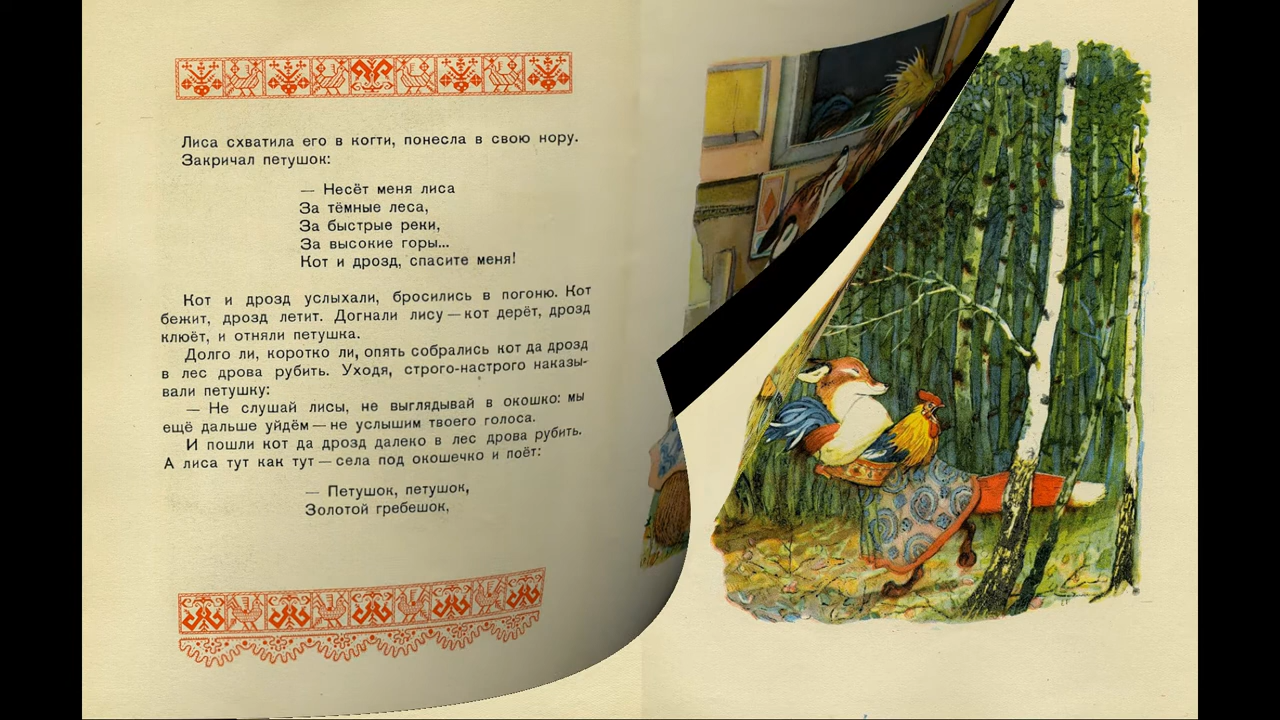 Лиса схватила его в когти, понесла в свою нору.
Закричал петушок:
— Несёт меня лиса
За тёмные леса,
За быстрые реки,
За высокие горы...
Кот и дрозд, спасите меня!
Кот и дрозд услыхали, бросились в погоню. Кот
бежит, дрозд летит. Догнали лису — кот дерёт, дрозд
клюёт, и отняли петушка.
Долго ли, коротко ли, опять собрались кот да дрозд
в лес дрова рубить. Уходя, строго-настрого наказы-
вали петушку:
— Не слушай лисы, не выглядывай в окошко: мы
ещё дальше уйдём — не услышим твоего голоса.
И пошли кот да дрозд далеко в лес дрова рубить.
А лиса тут как тут — села под окошечко и поёт:
— Петушок, петушок,
Золотой гребешок,